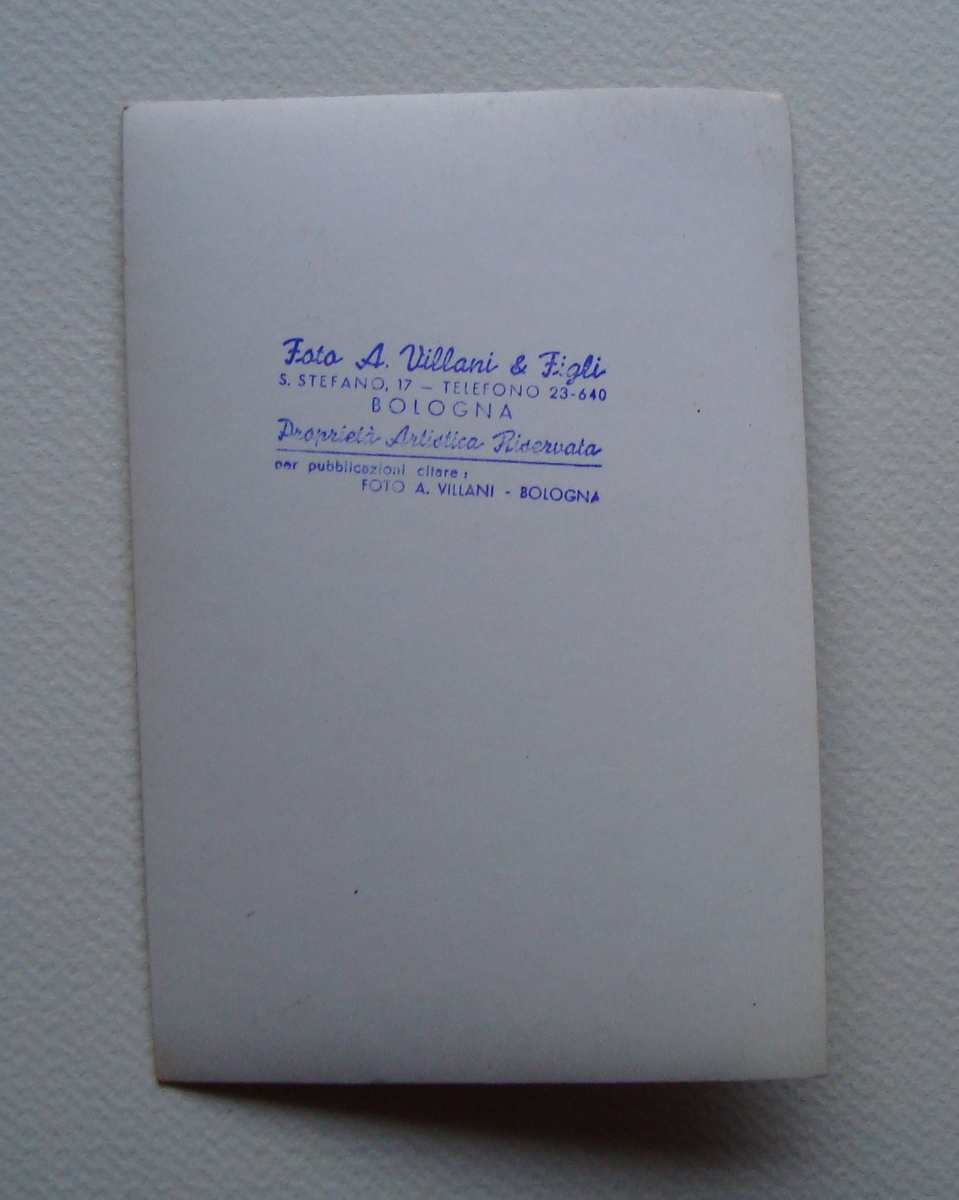 Foto A. Villani & Figli
S. STEFANO, 17 — TELEFONO 23-640
BOLOGNA
Proprietà Artistica Riservata
per pubblicazioni citare:
FOTO A. VILLANI - BOLOGNA